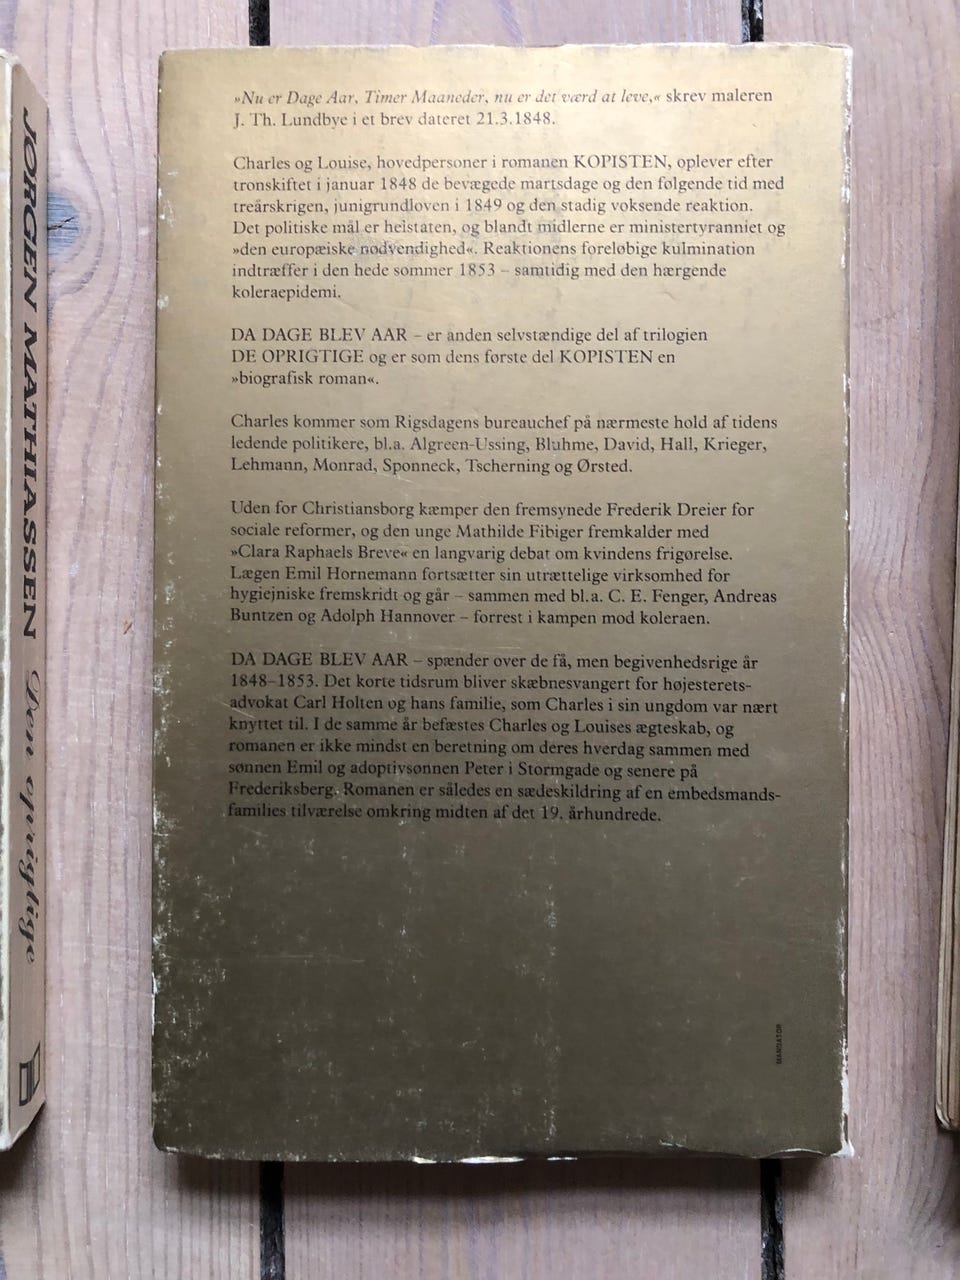 JØRGEN MATHIASSEN De oprigtige
»Nu er Dage Aar, Timer Maaneder, nu er det værd at leve,« skrev maleren
J. Th. Lundbye i et brev dateret 21.3.1848.
Charles og Louise, hovedpersoner i romanen KOPISTEN, oplever efter
tronskiftet i januar 1848 de bevægede martsdage og den følgende tid med
treårskrigen, junigrundloven i 1849 og den stadig voksende reaktion.
Det politiske mål er helstaten, og blandt midlerne er ministertyranniet og
»den europæiske nødvendighed«. Reaktionens foreløbige kulmination
indtræffer i den hede sommer 1853 – samtidig med den hærgende
koleraepidemi.
DA DAGE BLEV AAR – er anden selvstændige del af trilogien
DE OPRIGTIGE og er som dens første del KOPISTEN en
»biografisk roman«.
Charles kommer som Rigsdagens bureauchef på nærmeste hold af tidens
ledende politikere, bl.a. Algreen-Ussing, Bluhme, David, Hall, Krieger,
Lehmann, Monrad, Sponneck, Tscherning og Ørsted.
Uden for Christiansborg kæmper den fremsynede Frederik Dreier for
sociale reformer, og den unge Mathilde Fibiger fremkalder med
»Clara Raphaels Breve« en langvarig debat om kvindens frigørelse.
Lægen Emil Hornemann fortsætter sin utrættelige virksomhed for
hygiejniske fremskridt og går – sammen med bl.a. C. E. Fenger, Andreas
Buntzen og Adolph Hannover – forrest i kampen mod koleraen.
DA DAGE BLEV AAR – spænder over de få, men begivenhedsrige år
1848–1853. Det korte tidsrum bliver skæbnesvangert for højesterets-
advokat Carl Holten og hans familie, som Charles i sin ungdom var nært
knyttet til. I de samme år befæstes Charles og Louises ægteskab, og
romanen er ikke mindst en beretning om deres hverdag sammen med
sønnen Emil og adoptivsønnen Peter i Stormgade og senere på
Frederiksberg. Romanen er således en sædeskildring af en embedsmands-
families tilværelse omkring midten af det 19. århundrede.
MANDATOR